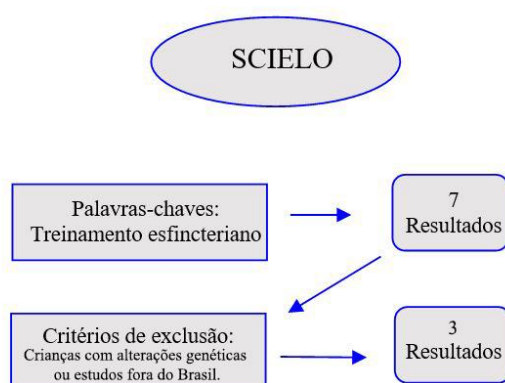 SCIELO
Palavras-chaves:
Treinamento esfincteriano
7
Resultados
Critérios de exclusão:
Crianças com alterações genéticas
ou estudos fora do Brasil.
3
Resultados